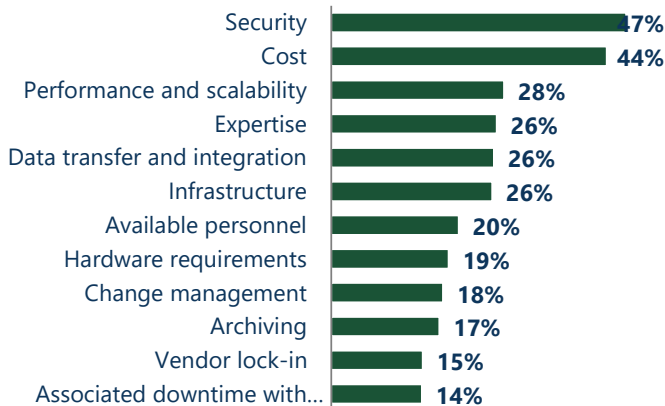 Security 47%
Cost 44%
Performance and scalability 28%
Expertise 26%
Data transfer and integration 26%
Infrastructure 26%
Available personnel 20%
Hardware requirements 19%
Change management 18%
Archiving 17%
Vendor lock-in 15%
Associated downtime with... 14%